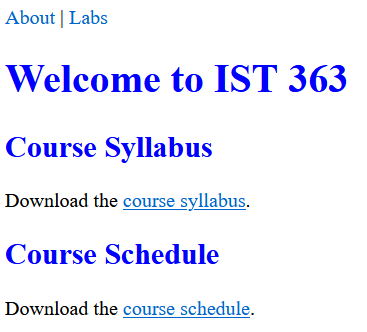 About | Labs
Welcome to IST 363
Course Syllabus
Download the course syllabus.
Course Schedule
Download the course schedule.